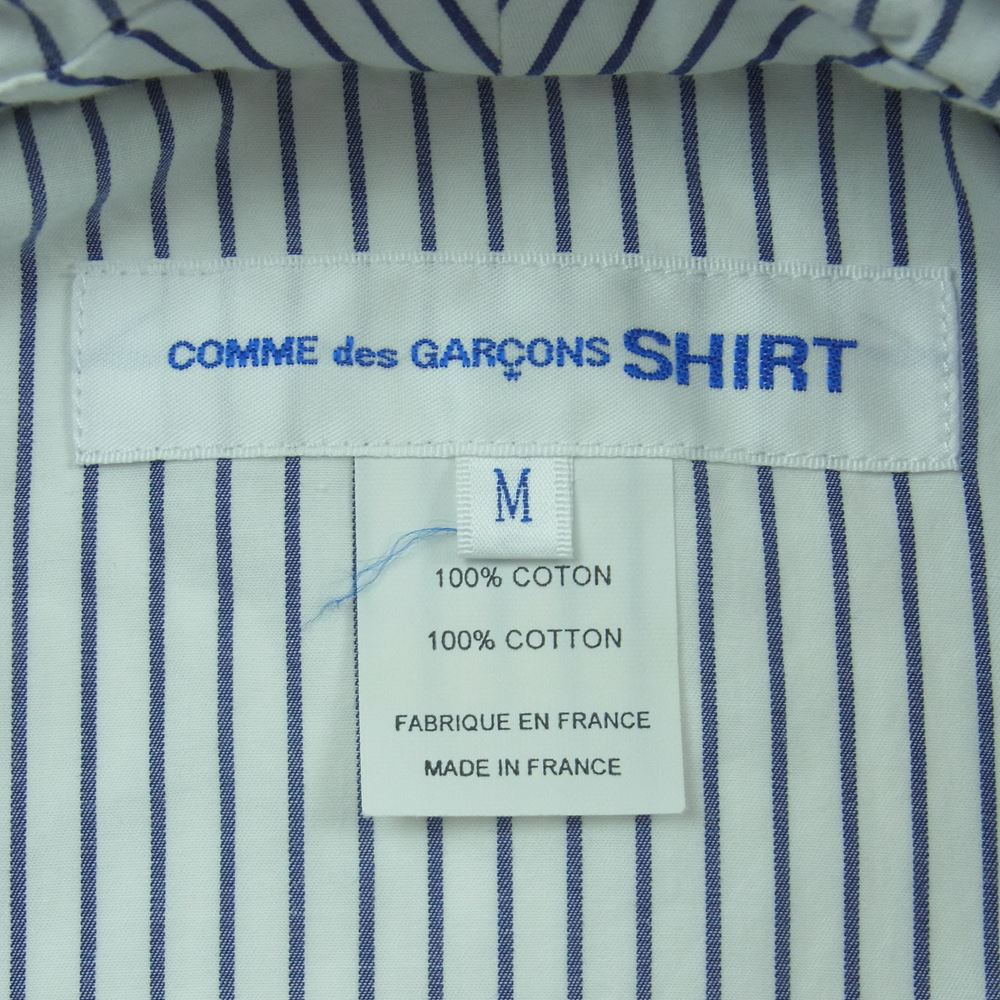 COMME des GARÇONS SHIRT
M
100% COTON
100% COTTON
FABRIQUE EN FRANCE
MADE IN FRANCE